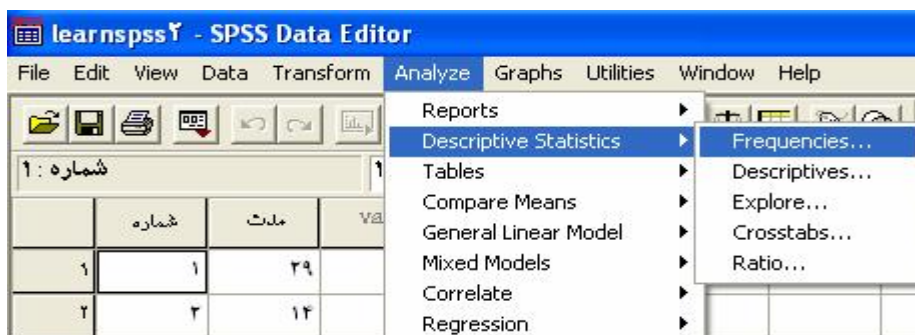 learnspss۲ - SPSS Data Editor
File Edit View Data Transform Analyze Graphs Utilities Window Help
Reports
Descriptive Statistics
Tables
Compare Means
General Linear Model
Mixed Models
Correlate
Regression
Frequencies...
Descriptives...
Explore...
Crosstabs...
Ratio...
شماره : ۱
۱
شماره مدت va
۱ ۱ ۲۹
۲ ۲ ۱۴